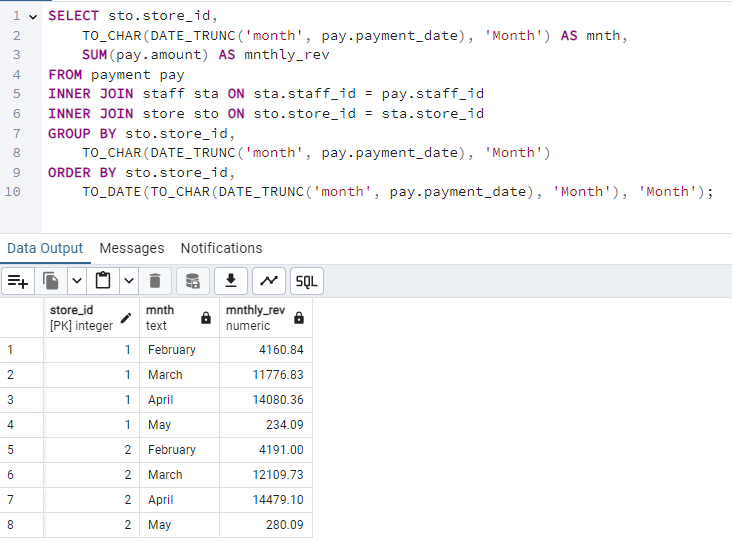 1 SELECT sto.store_id,
2 TO_CHAR(DATE_TRUNC('month', pay.payment_date), 'Month') AS mnth,
3 SUM(pay.amount) AS mnthly_rev
4 FROM payment pay
5 INNER JOIN staff sta ON sta.staff_id = pay.staff_id
6 INNER JOIN store sto ON sto.store_id = sta.store_id
7 GROUP BY sto.store_id,
8 TO_CHAR(DATE_TRUNC('month', pay.payment_date), 'Month')
9 ORDER BY sto.store_id,
10 TO_DATE(TO_CHAR(DATE_TRUNC('month', pay.payment_date), 'Month'), 'Month');
Data Output Messages Notifications
SQL
store_id mnth mnthly_rev
[PK] integer text numeric
1 1 February 4160.84
2 1 March 11776.83
3 1 April 14080.36
4 1 May 234.09
5 2 February 4191.00
6 2 March 12109.73
7 2 April 14479.10
8 2 May 280.09